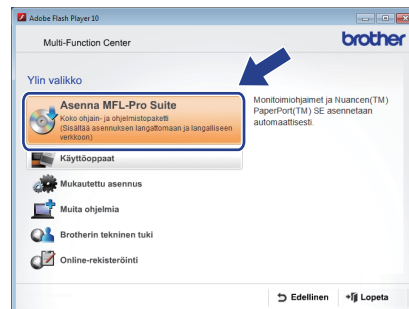 Adobe Flash Player 10
Multi-Function Center
brother
Ylin valikko
Asenna MFL-Pro Suite
Koko ohjain- ja ohjelmistopaketti
(Sisältää asennuksen langattomaan ja langalliseen
verkkoon)
Monitoimiohjaimet ja Nuancen(TM)
PaperPort(TM) SE asennetaan
automaattisesti.
Käyttöoppaat
Mukautettu asennus
Muita ohjelmia
Brotherin tekninen tuki
Online-rekisteröinti
Edellinen
Lopeta